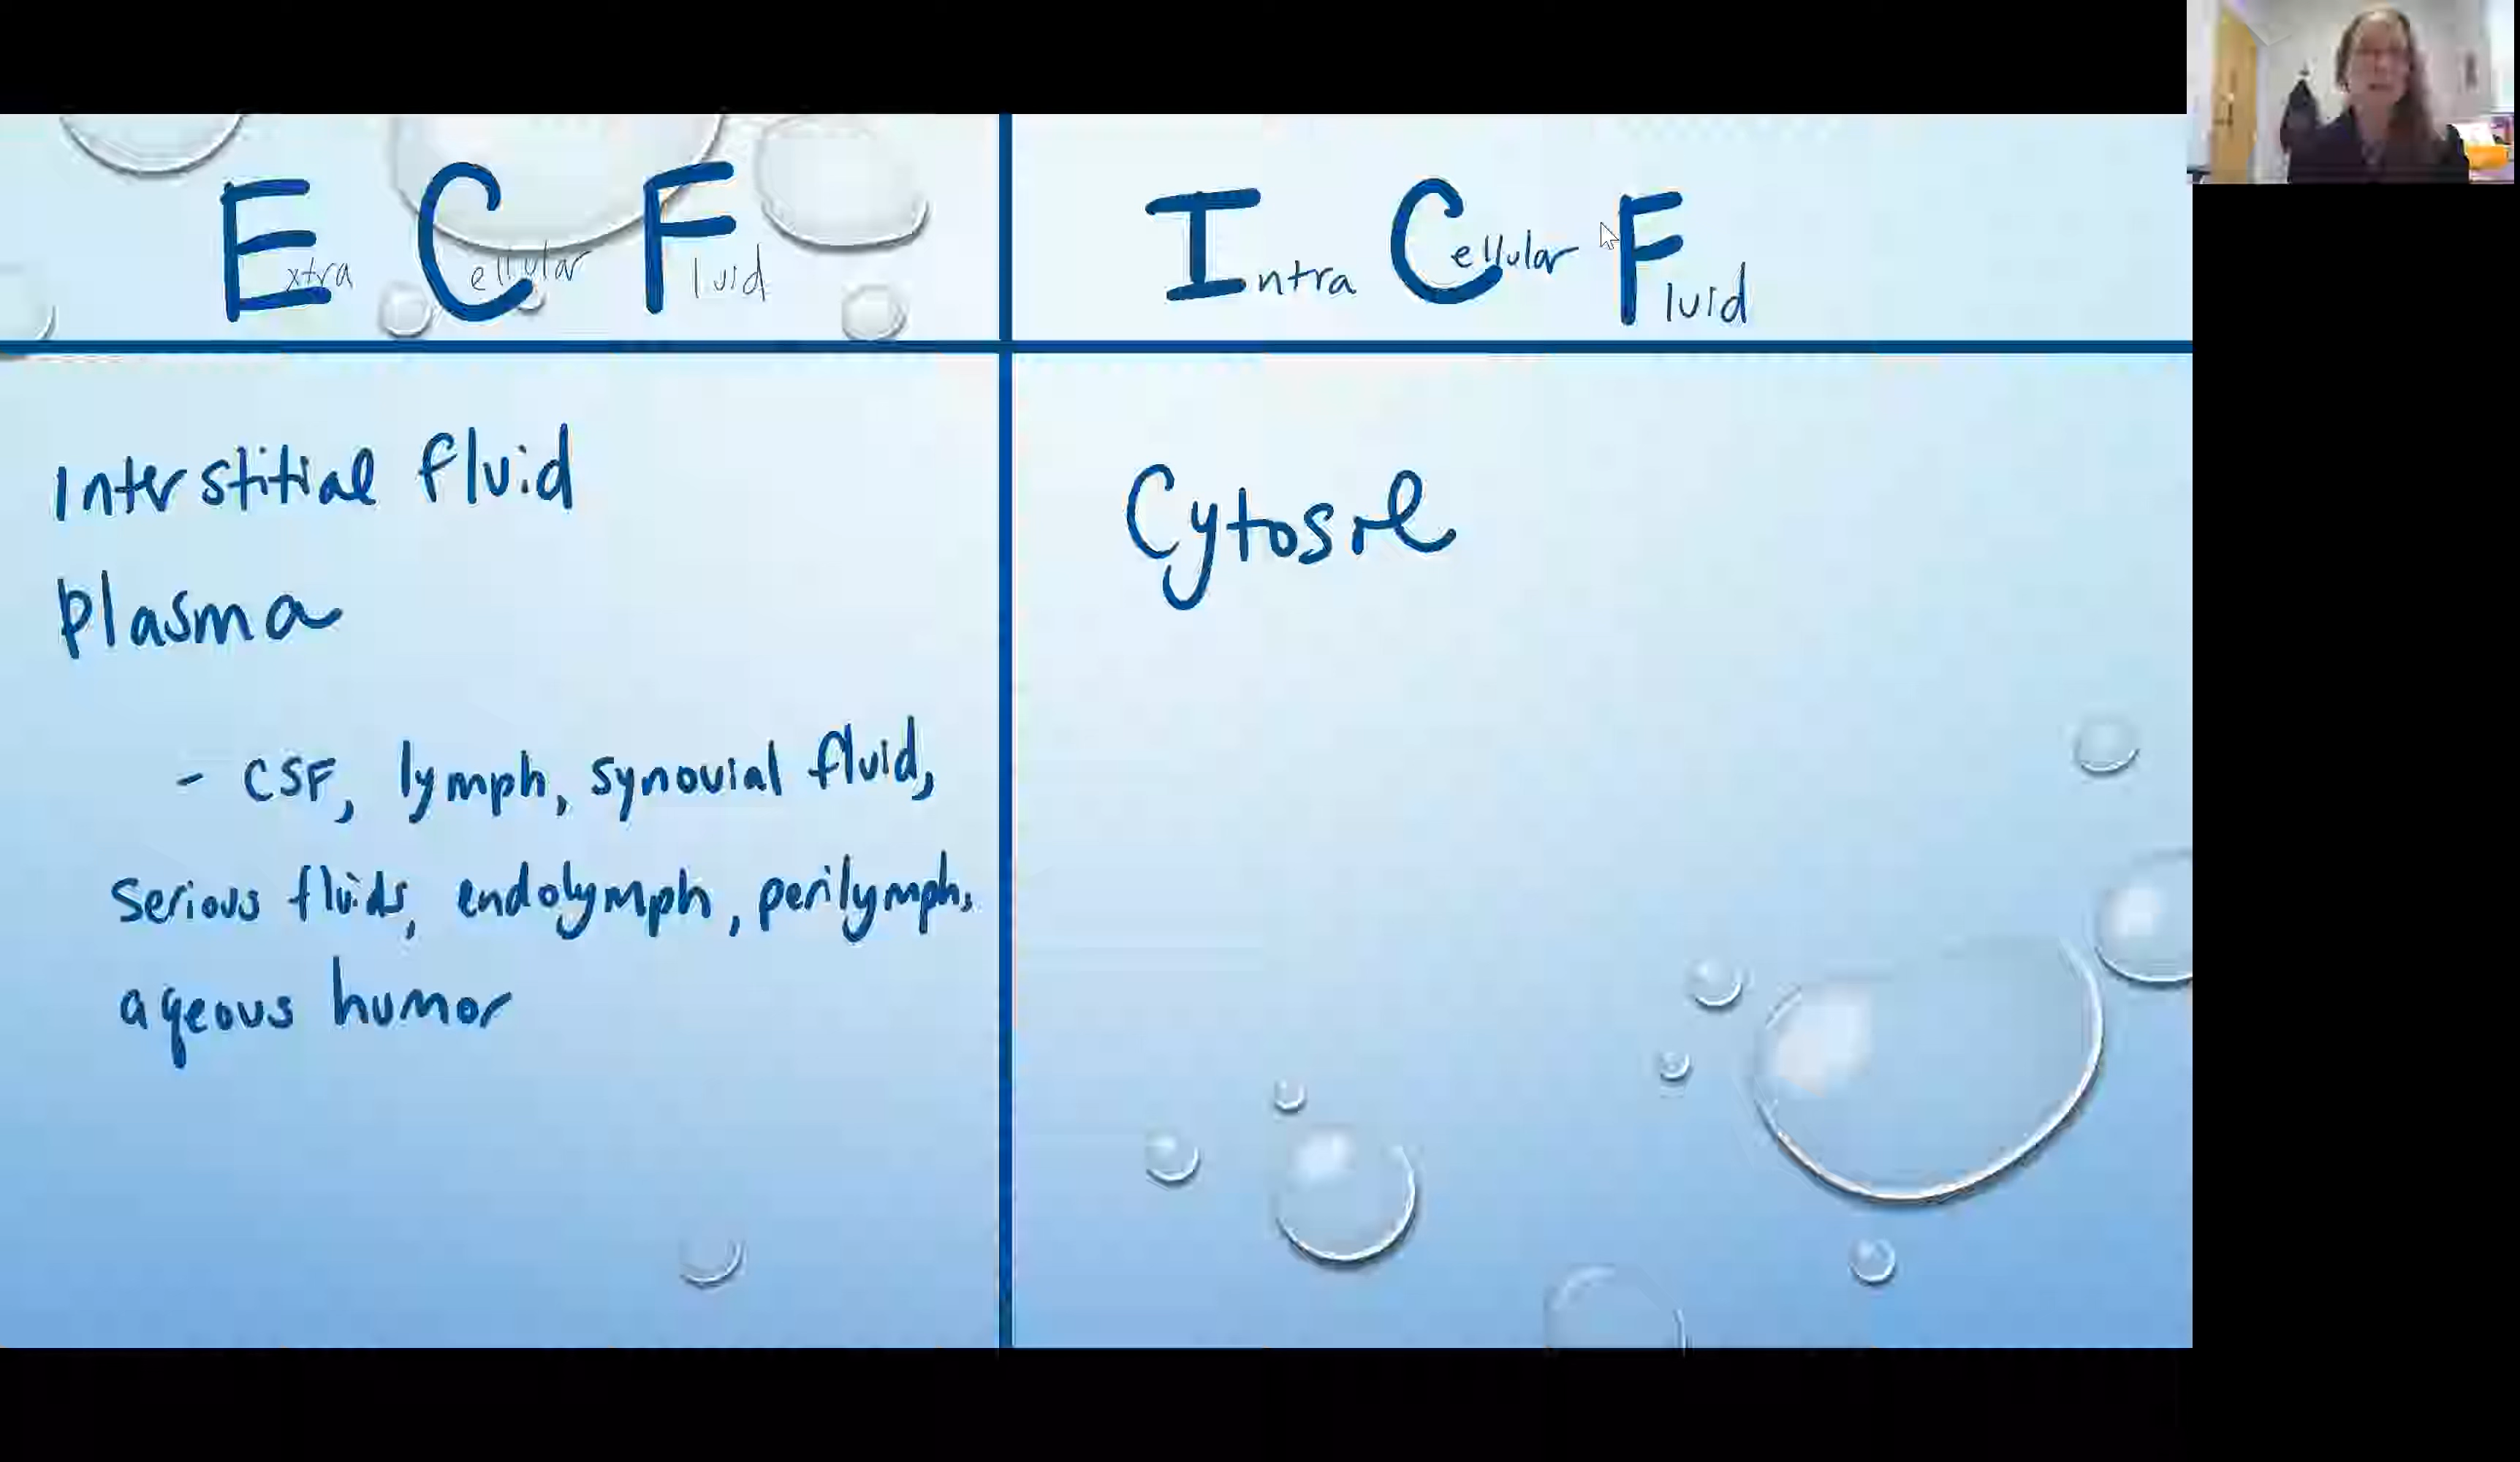 Extra Cellular Fluid
Intra Cellular Fluid
Interstitial fluid
plasma
- CSF, lymph, synovial fluid,
serious fluids, endolymph, perilymph,
aqeous humor
Cytosol